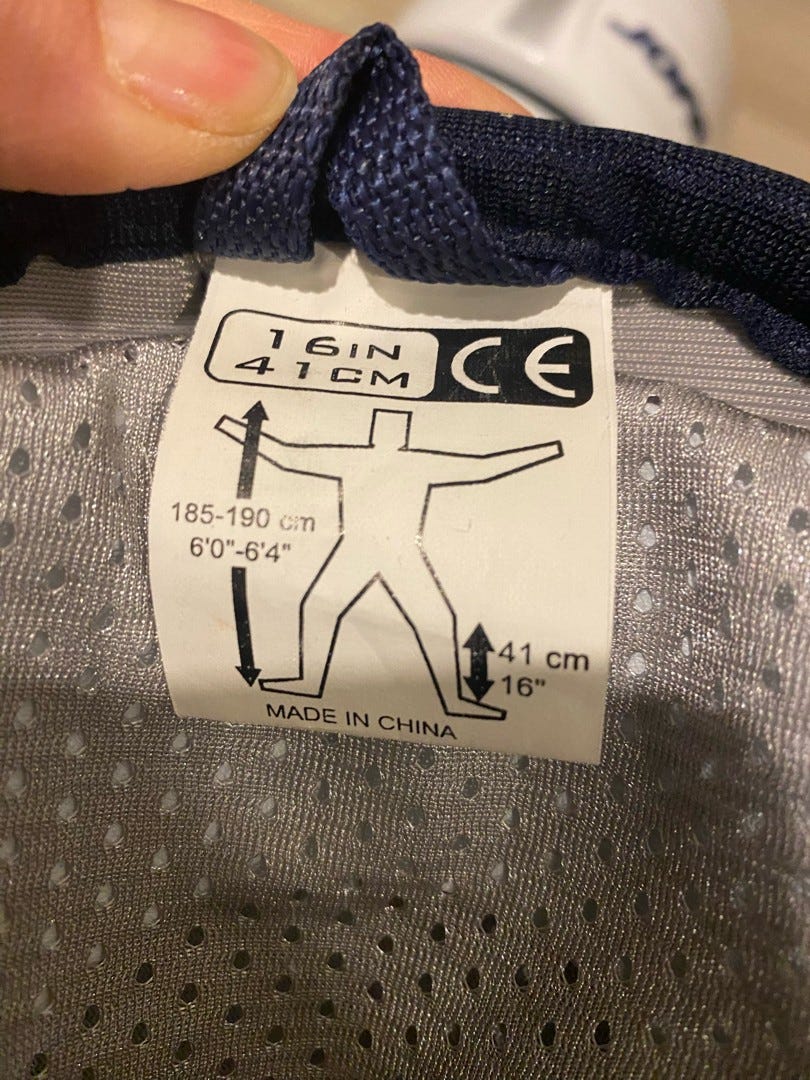 16IN
41CM
CE
185-190 cm
6'0"-6'4"
41 cm
16"
MADE IN CHINA